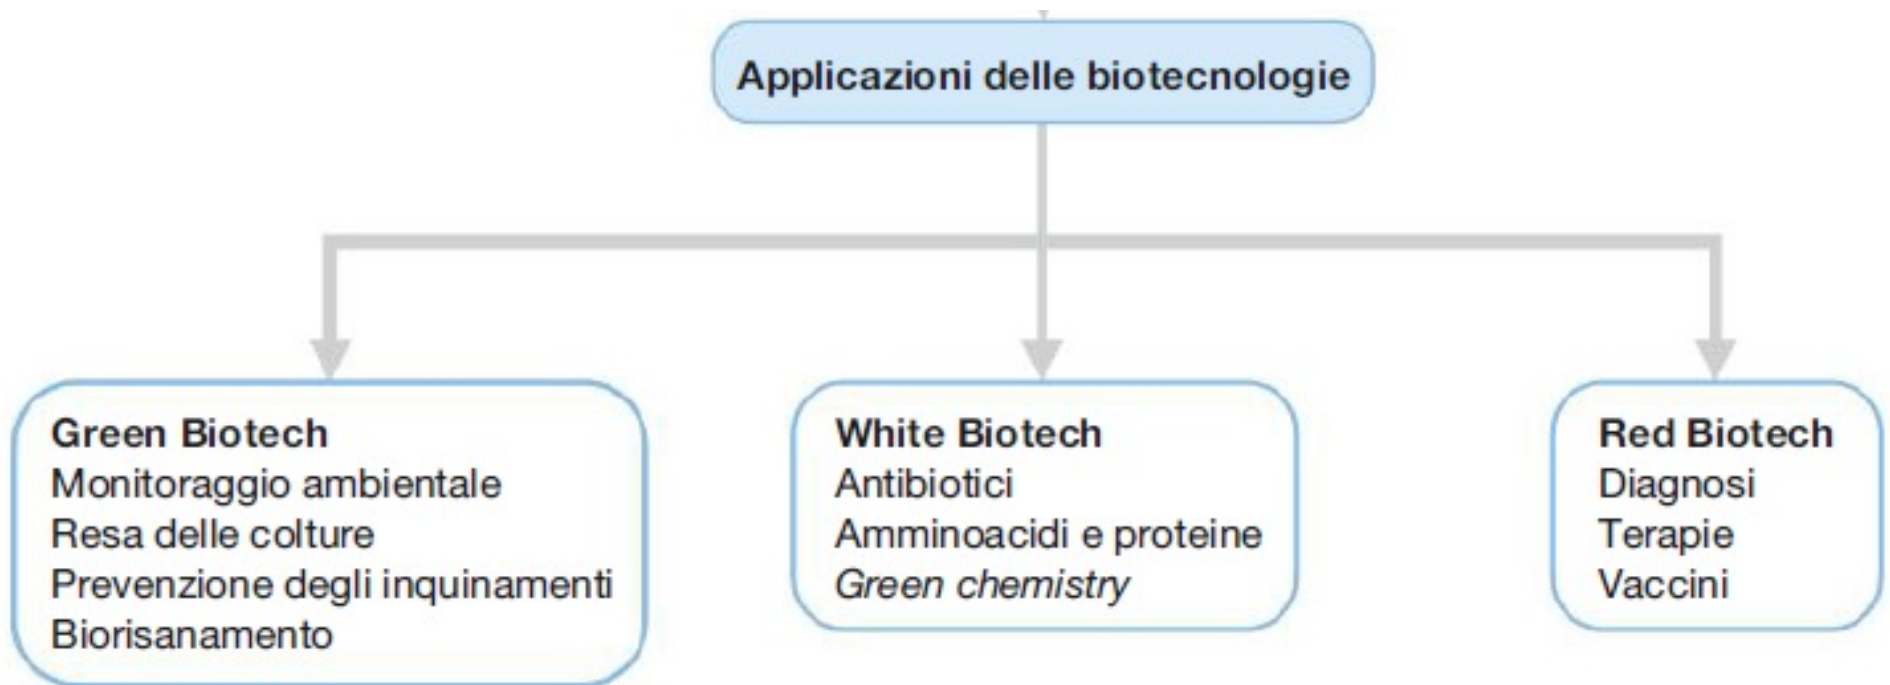 Applicazioni delle biotecnologie
Green Biotech
Monitoraggio ambientale
Resa delle colture
Prevenzione degli inquinamenti
Biorisanamento
White Biotech
Antibiotici
Amminoacidi e proteine
Green chemistry
Red Biotech
Diagnosi
Terapie
Vaccini